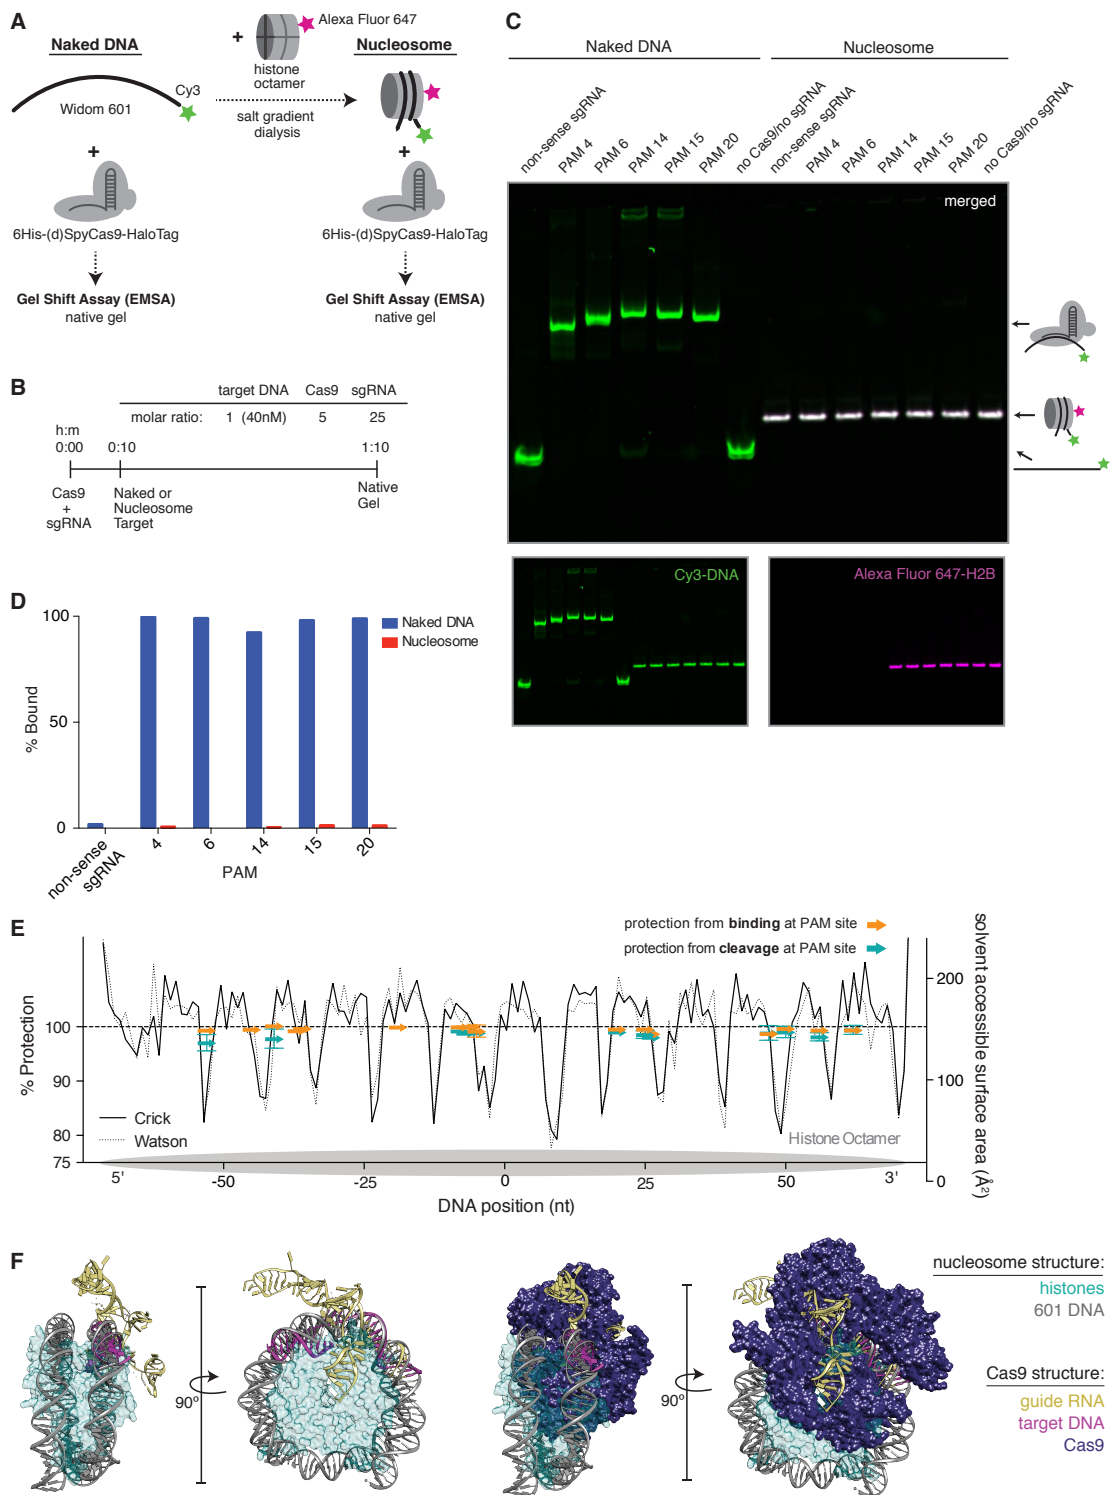 A
Naked DNA
+
Alexa Fluor 647
histone
octamer
Nucleosome
Widom 601
Cy3
salt gradient
dialysis
+
+
6His-(d)SpyCas9-HaloTag
6His-(d)SpyCas9-HaloTag
Gel Shift Assay (EMSA)
native gel
Gel Shift Assay (EMSA)
native gel
B
target DNA Cas9 sgRNA
molar ratio: 1 (40nM) 5 25
h:m
0:00 0:10 1:10
Cas9
+
sgRNA
Naked or
Nucleosome
Target
Native
Gel
C
Naked DNA
Nucleosome
non-sense sgRNA
PAM 4
PAM 6
PAM 14
PAM 15
PAM 20
no Cas9/no sgRNA
non-sense sgRNA
PAM 4
PAM 6
PAM 14
PAM 15
PAM 20
no Cas9/no sgRNA
merged
Cy3-DNA
Alexa Fluor 647-H2B
D
% Bound
100
50
0
Naked DNA
Nucleosome
non-sense
sgRNA
4
6
14
15
20
PAM
E
protection from binding at PAM site
protection from cleavage at PAM site
% Protection
100
90
80
75
Crick
Watson
Histone Octamer
5' -50 -25 0 25 50 3'
DNA position (nt)
200
100
0
solvent accessible surface area (Å²)
F
90º
90º
nucleosome structure:
histones
601 DNA
Cas9 structure:
guide RNA
target DNA
Cas9